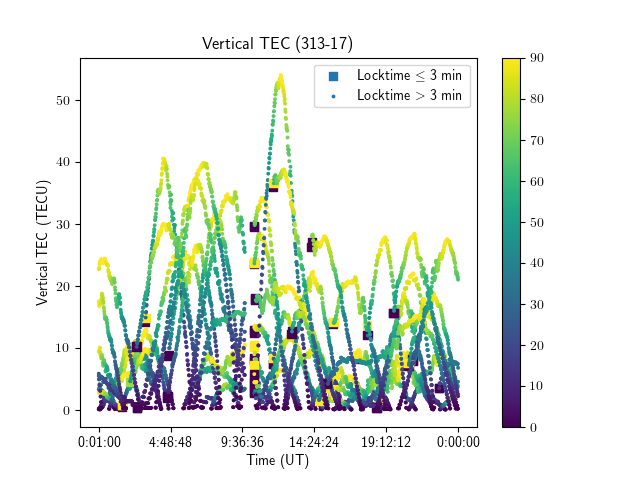 Vertical TEC (313-17)
Locktime ≤ 3 min
Locktime > 3 min
Vertical TEC (TECU)
50
40
30
20
10
0
0:01:00 4:48:48 9:36:36 14:24:24 19:12:12 0:00:00
Time (UT)
90
80
70
60
50
40
30
20
10
0